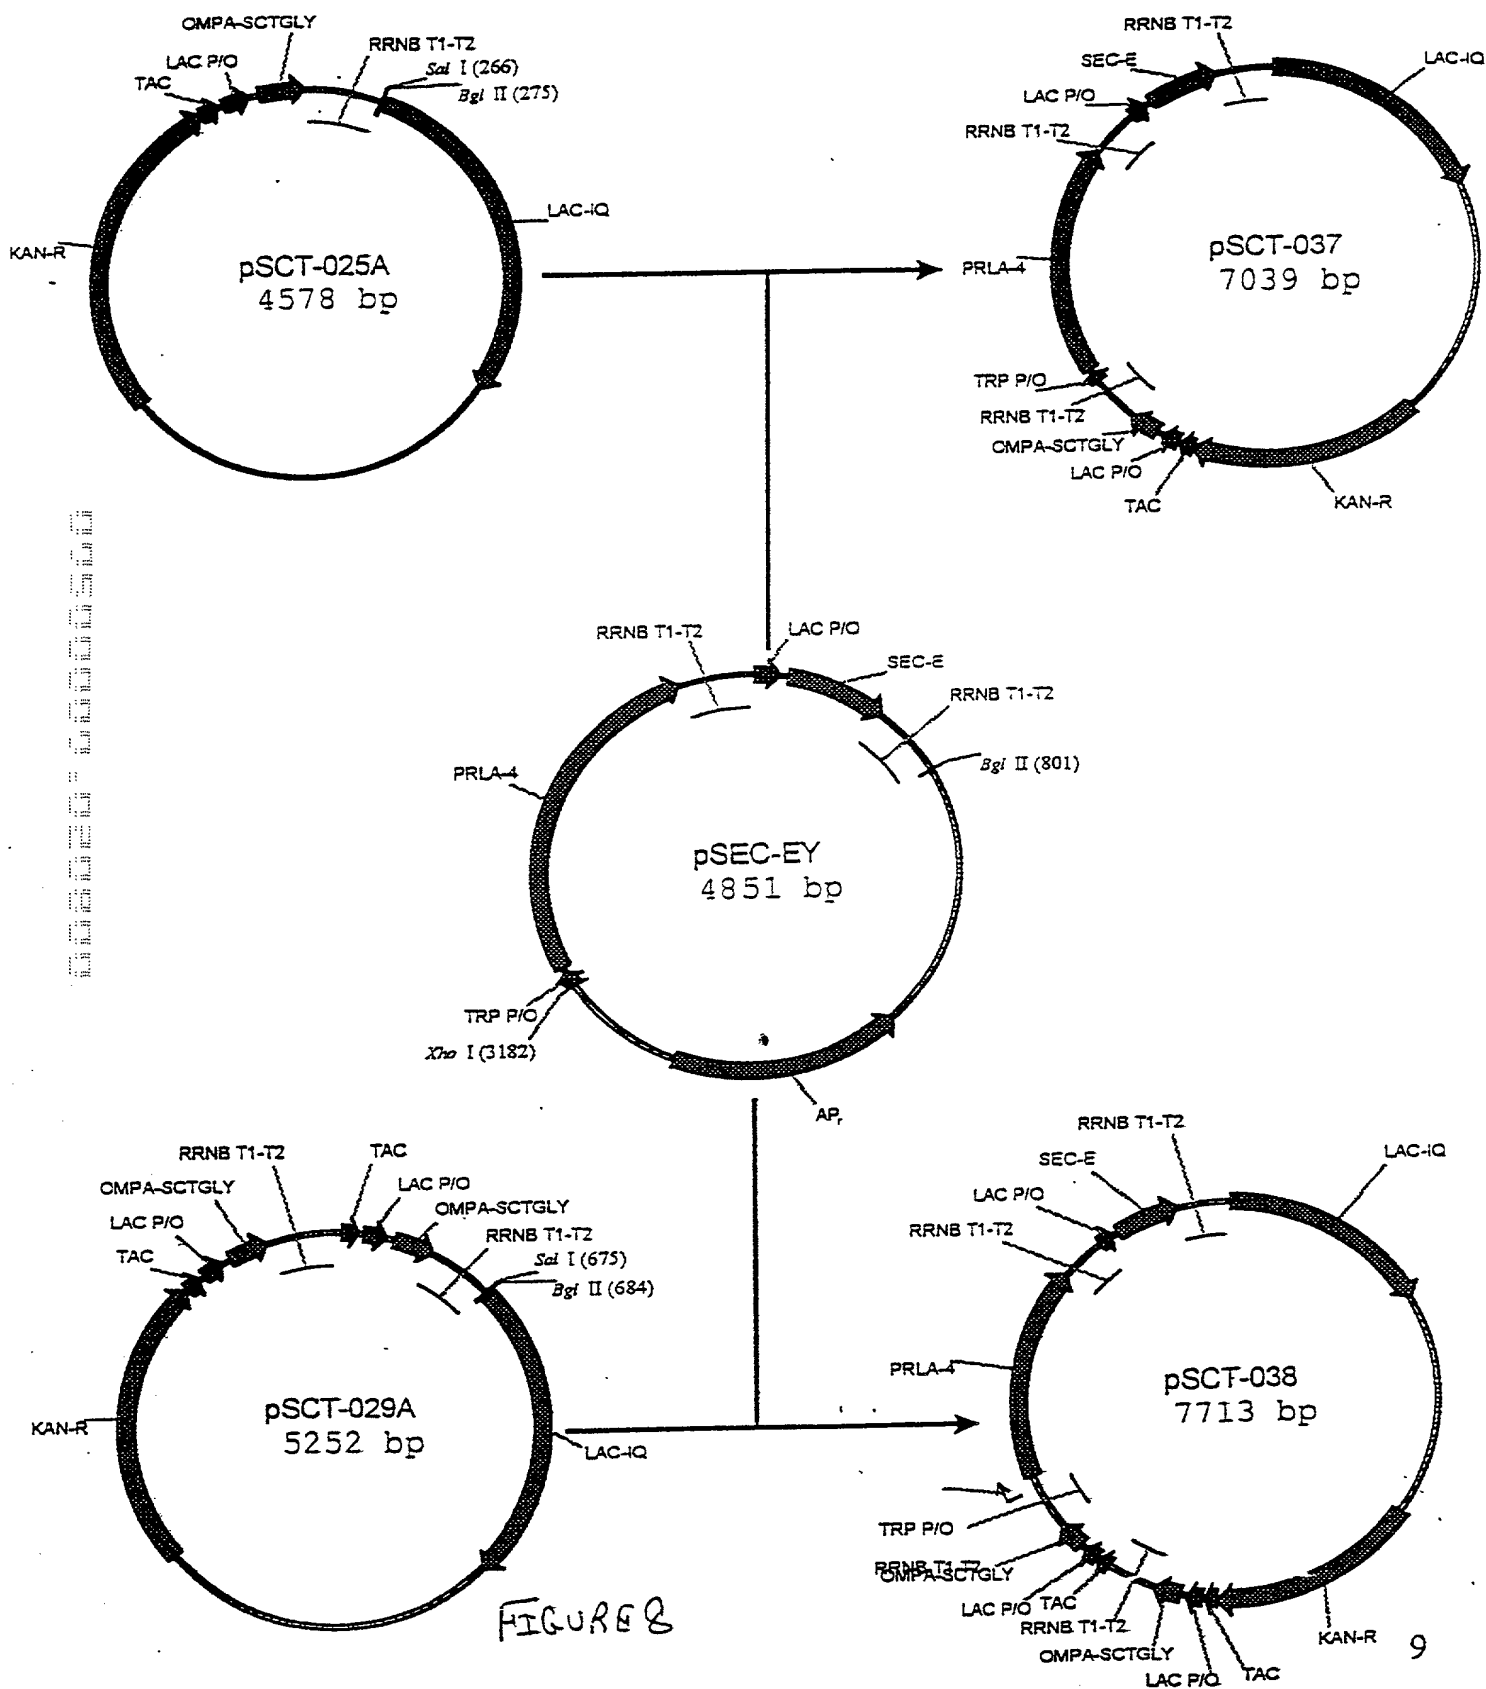 OMPA-SCTGLY
RRNB T1-T2
LAC P/O
Sal I (266)
TAC
Bgl II (275)
LAC-IQ
KAN-R
pSCT-025A
4578 bp
RRNB T1-T2
SEC-E
LAC-IQ
LAC P/O
RRNB T1-T2
pSCT-037
7039 bp
PRLA-4
TRP P/O
RRNB T1-T2
OMPA-SCTGLY
LAC P/O
TAC
KAN-R
RRNB T1-T2
LAC P/O
SEC-E
RRNB T1-T2
Bgl II (801)
PRLA-4
pSEC-EY
4851 bp
TRP P/O
Xho I (3182)
APr
RRNB T1-T2
TAC
OMPA-SCTGLY
LAC P/O
OMPA-SCTGLY
LAC P/O
RRNB T1-T2
TAC
Sal I (675)
Bgl II (684)
pSCT-029A
5252 bp
KAN-R
LAC-IQ
RRNB T1-T2
SEC-E
LAC-IQ
LAC P/O
RRNB T1-T2
PRLA-4
pSCT-038
7713 bp
TRP P/O
RRNB T1-T2
OMPA-SCTGLY
LAC P/O
TAC
RRNB T1-T2
OMPA-SCTGLY
LAC P/O
TAC
KAN-R
FIGURE 8
9